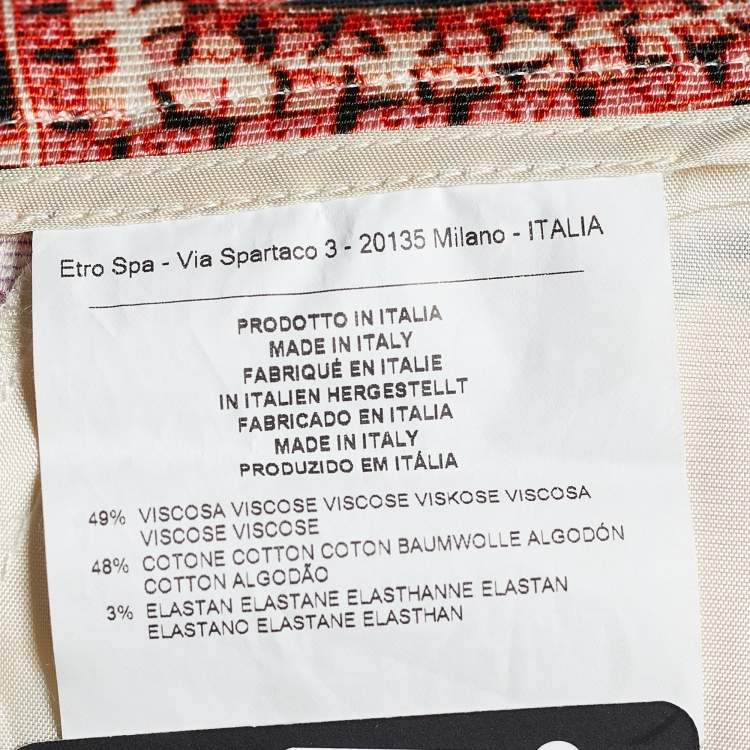 Etro Spa - Via Spartaco 3 - 20135 Milano - ITALIA
PRODOTTO IN ITALIA
MADE IN ITALY
FABRIQUÉ EN ITALIE
IN ITALIEN HERGESTELLT
FABRICADO EN ITALIA
MADE IN ITALY
PRODUZIDO EM ITÁLIA
49% VISCOSA VISCOSE VISCOSE VISKOSE VISCOSA
VISCOSE VISCOSE
48% COTONE COTTON COTON BAUMWOLLE ALGODÓN
COTTON ALGODÃO
3% ELASTAN ELASTANE ELASTHANNE ELASTAN
ELASTANO ELASTANE ELASTHAN